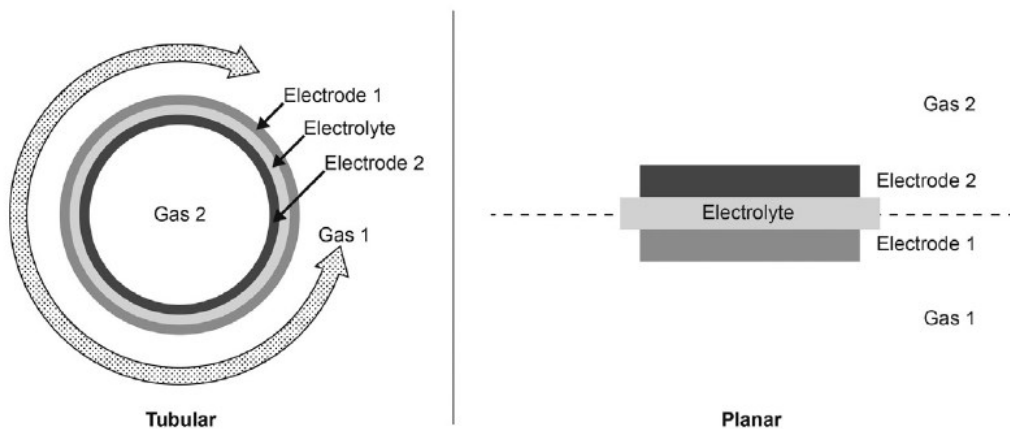 Electrode 1
Electrolyte
Electrode 2
Gas 2
Gas 1
Tubular
Gas 2
Electrode 2
Electrolyte
Electrode 1
Gas 1
Planar